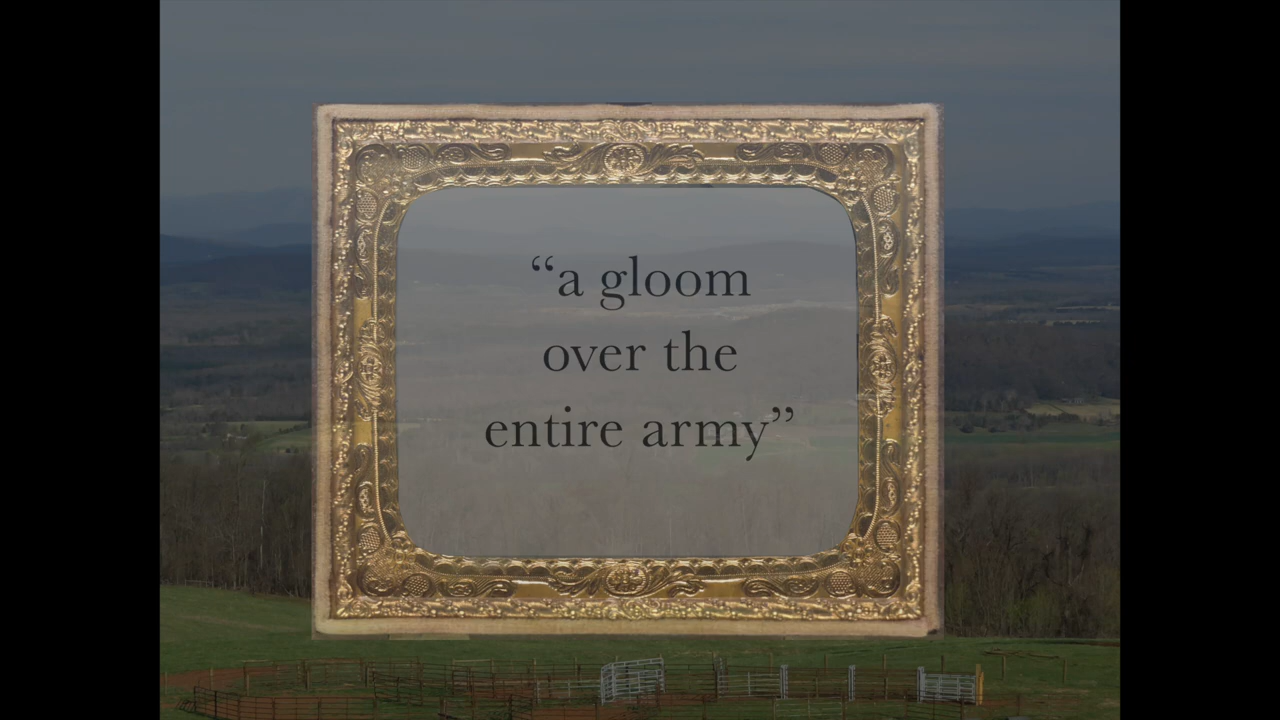 “a gloom
over the
entire army”